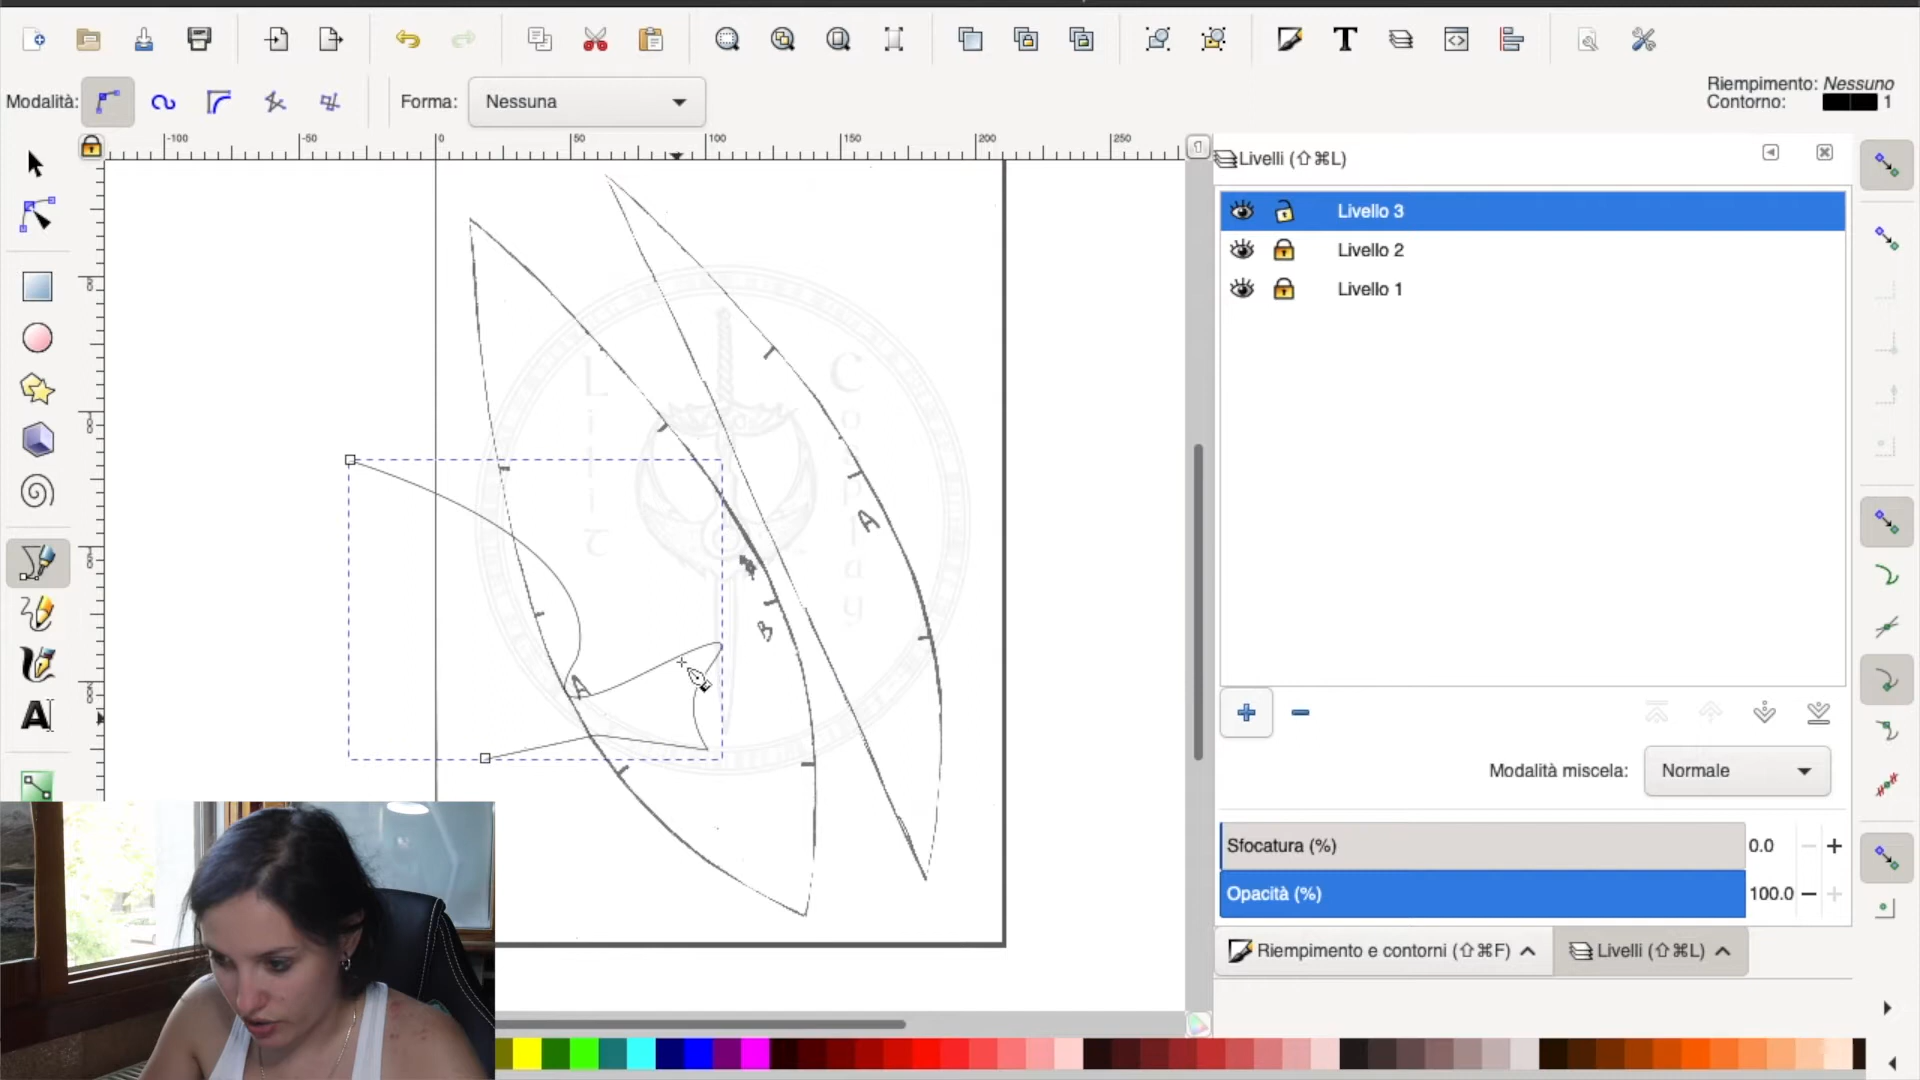 Riempimento: Nessuno
Modalità:
Forma:
Nessuna
Contorno:
1
-100
-50
0
50
100
150
200
250
Livelli (⇧⌘L)
Livello 3
Livello 2
Livello 1
L
i
l
i
t
C
o
s
p
l
a
y
A
B
A
Modalità miscela:
Normale
Sfocatura (%)
0.0
Opacità (%)
100.0
Riempimento e contorni (⇧⌘F)
Livelli (⇧⌘L)